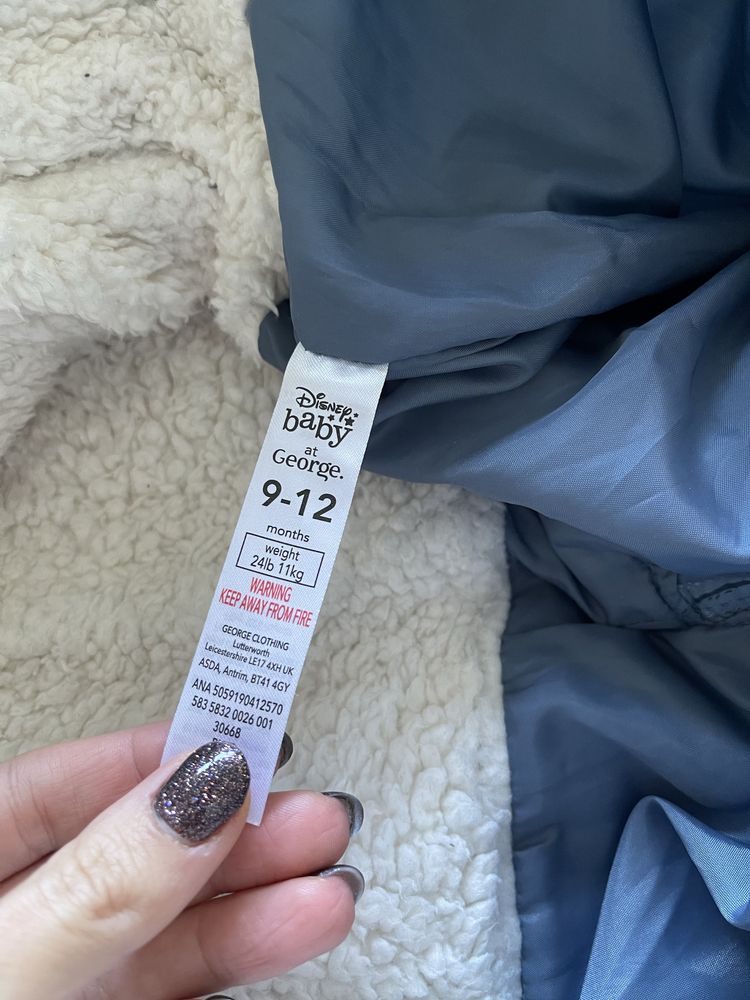 Disney
baby
at
George.
9-12
months
weight
24lb 11kg
WARNING
KEEP AWAY FROM FIRE
GEORGE CLOTHING
Lutterworth
Leicestershire LE17 4XH UK
ASDA, Antrim, BT41 4GY
ANA 5059190412570
583 5832 0026 001
30668